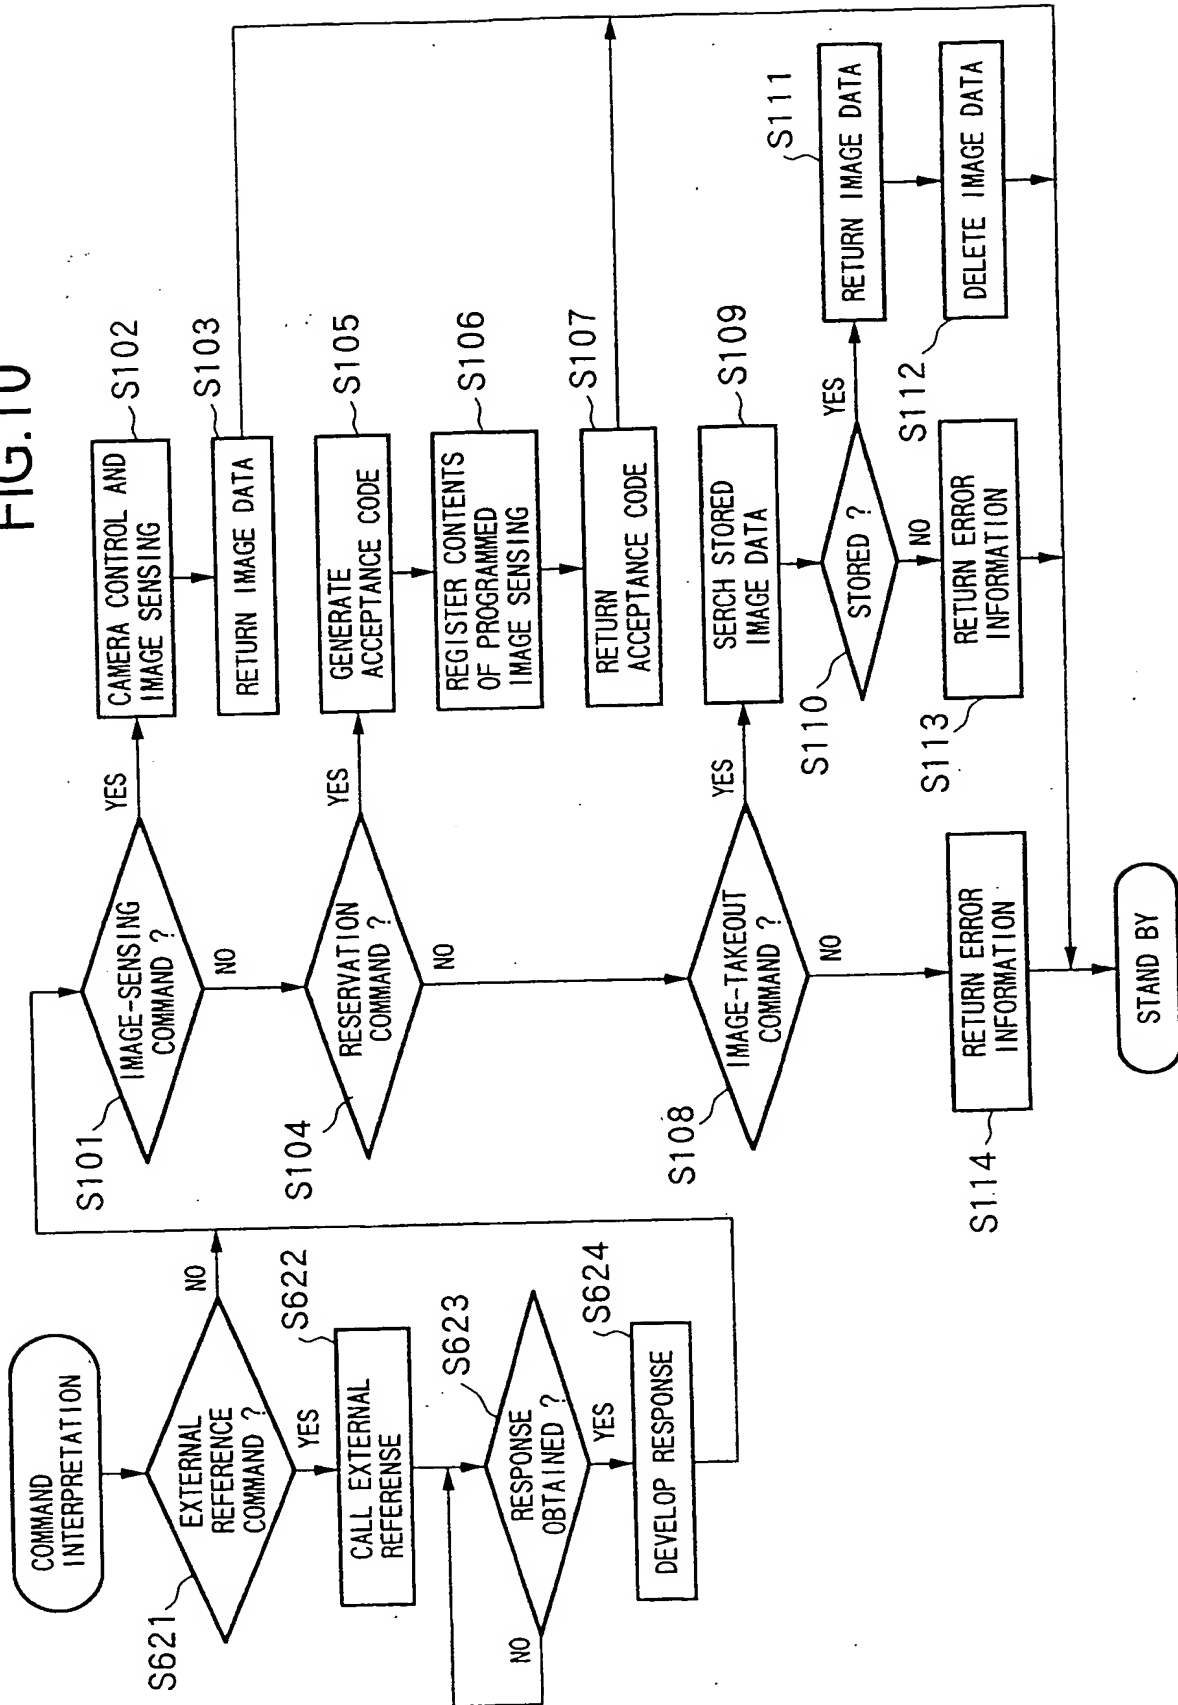 FIG.10
COMMAND
INTERPRETATION
S621
EXTERNAL
REFERENCE
COMMAND ?
NO
YES
S622
CALL EXTERNAL
REFERENSE
S623
RESPONSE
OBTAINED ?
NO
YES
S624
DEVELOP RESPONSE
S101
IMAGE-SENSING
COMMAND ?
YES
NO
S102
CAMERA CONTROL AND
IMAGE SENSING
S103
RETURN IMAGE DATA
S104
RESERVATION
COMMAND ?
YES
NO
S105
GENERATE
ACCEPTANCE CODE
S106
REGISTER CONTENTS
OF PROGRAMMED
IMAGE SENSING
S107
RETURN
ACCEPTANCE CODE
S108
IMAGE-TAKEOUT
COMMAND ?
YES
NO
S109
SERCH STORED
IMAGE DATA
S110
STORED ?
YES
NO
S111
RETURN IMAGE DATA
S112
DELETE IMAGE DATA
S113
RETURN ERROR
INFORMATION
S114
RETURN ERROR
INFORMATION
STAND BY